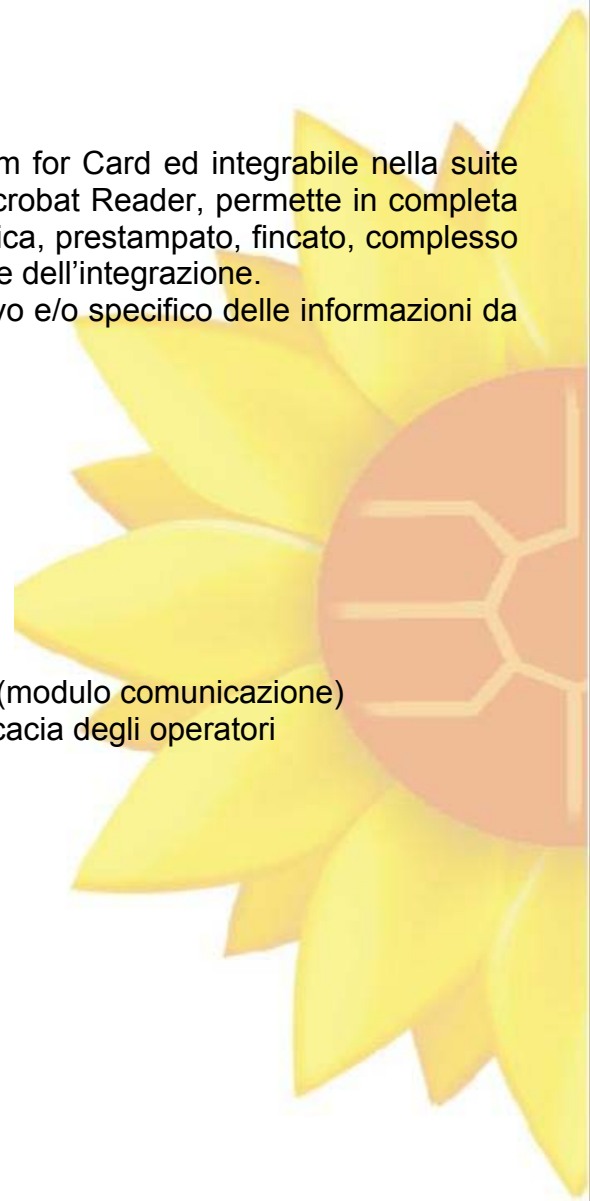 m for Card ed integrabile nella suite
crobat Reader, permette in completa
ica, prestampato, fincato, complesso
e dell’integrazione.
vo e/o specifico delle informazioni da
(modulo comunicazione)
cacia degli operatori